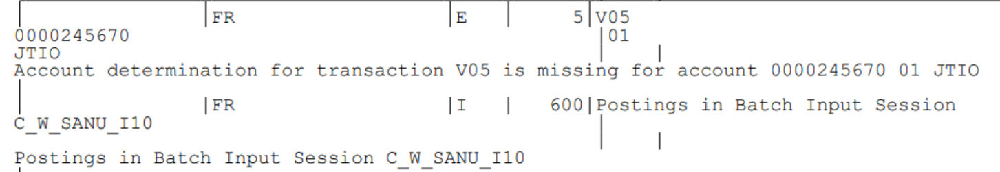 |FR |E | 5|V05
0000245670 |01
JTIO | |
Account determination for transaction V05 is missing for account 0000245670 01 JTIO
| |FR |I | 600|Postings in Batch Input Session
C_W_SANU_I10 |
| |
Postings in Batch Input Session C_W_SANU_I10